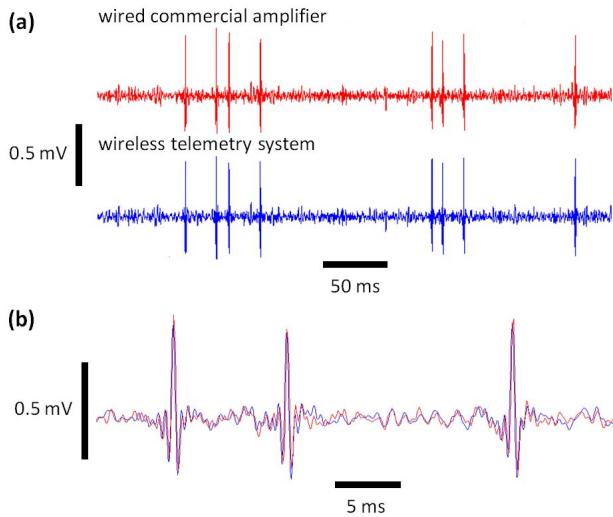 (a)
wired commercial amplifier
0.5 mV
wireless telemetry system
50 ms
(b)
0.5 mV
5 ms